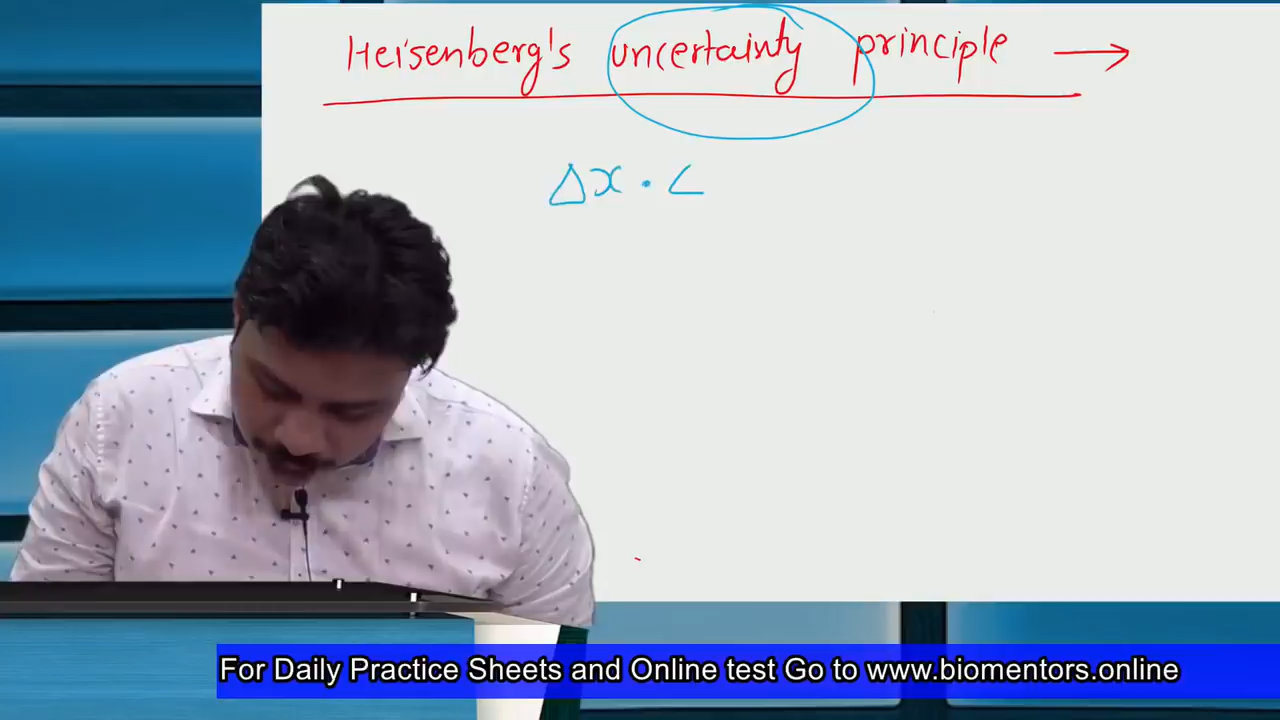 Heisenberg's uncertainty principle →
Δx . <
For Daily Practice Sheets and Online test Go to www.biomentors.online